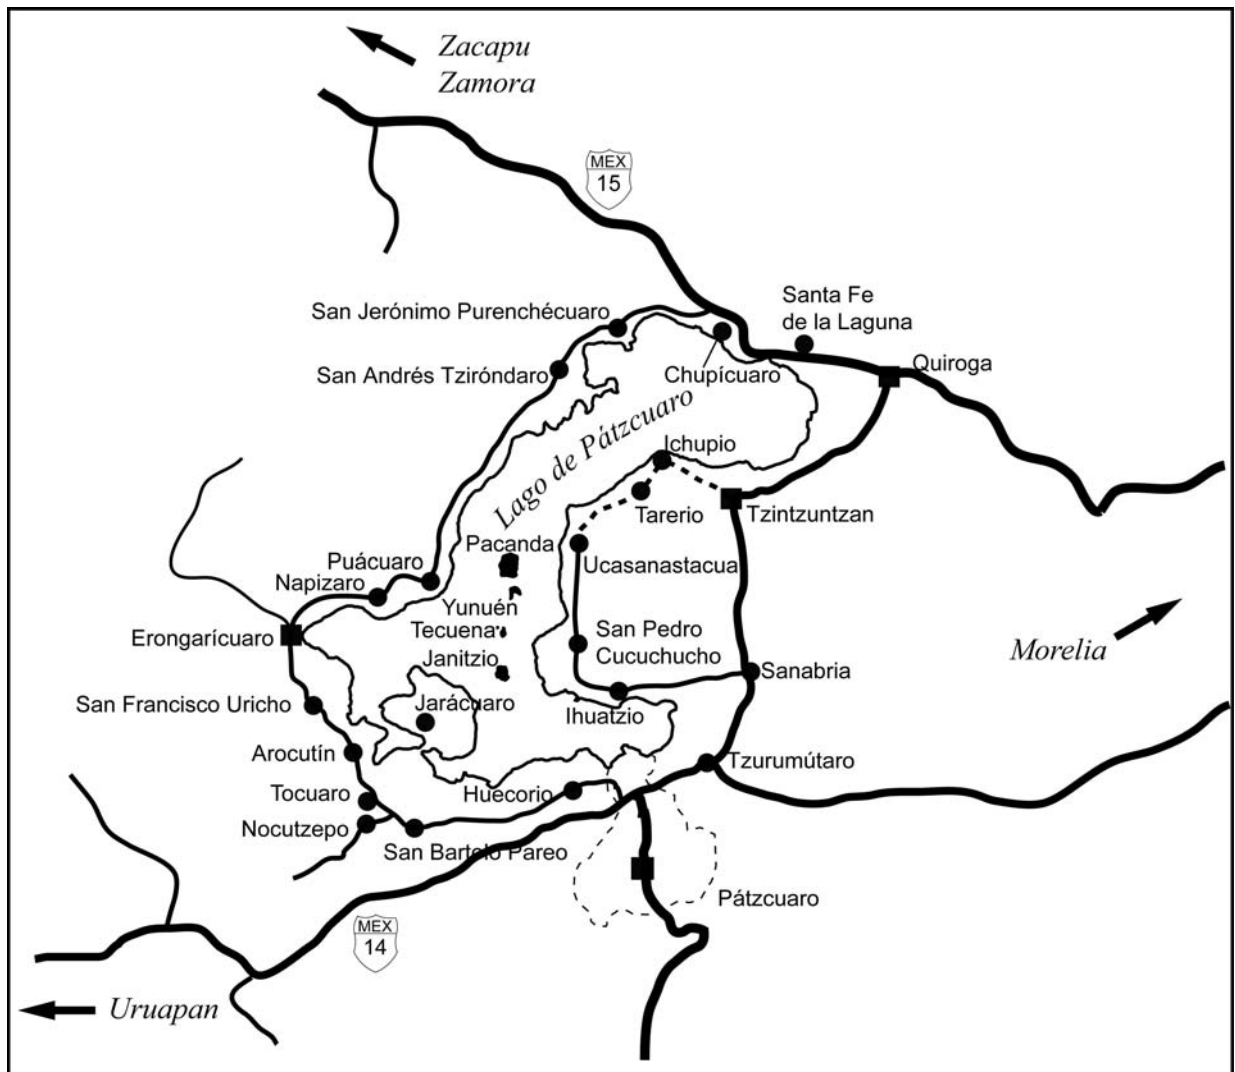 Zacapu
Zamora
MEX
15
Santa Fe
de la Laguna
San Jerónimo Purenchécuaro
Quiroga
San Andrés Tziróndaro
Chupícuaro
Lago de Pátzcuaro
Ichupio
Tarerio
Tzintzuntzan
Pacanda
Puácuaro
Ucasanastacua
Napizaro
Yunuén
Erongarícuaro
Tecuena
San Pedro
Cucuchucho
Janitzio
Morelia
Sanabria
San Francisco Uricho
Jarácuaro
Ihuatzio
Arocutín
Tzurumútaro
Tocuaro
Huecorio
Nocutzepo
San Bartolo Pareo
Pátzcuaro
MEX
14
Uruapan